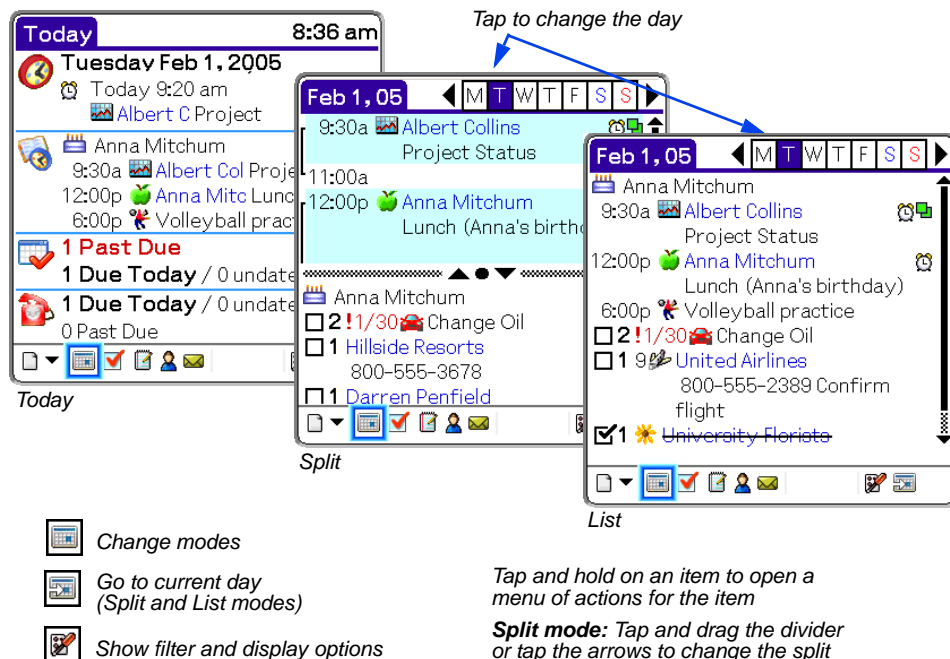 Tap to change the day
Today 8:36 am
Tuesday Feb 1, 2005
Today 9:20 am
Albert C Project
Anna Mitchum
9:30a Albert Col Proje
12:00p Anna Mitc Lunc
6:00p Volleyball prac
1 Past Due
1 Due Today / 0 undate
1 Due Today / 0 undate
0 Past Due
Today
Feb 1, 05 M T W T F S S
9:30a Albert Collins
Project Status
11:00a
12:00p Anna Mitchum
Lunch (Anna's birth
Anna Mitchum
2 ! 1/30 Change Oil
1 Hillside Resorts
800-555-3678
1 Darren Penfield
Split
Feb 1, 05 M T W T F S S
Anna Mitchum
9:30a Albert Collins
Project Status
12:00p Anna Mitchum
Lunch (Anna's birthday)
6:00p Volleyball practice
2 ! 1/30 Change Oil
1 9 United Airlines
800-555-2389 Confirm
flight
1 University Florists
List
Change modes
Go to current day
(Split and List modes)
Show filter and display options
Tap and hold on an item to open a
menu of actions for the item
Split mode: Tap and drag the divider
or tap the arrows to change the split